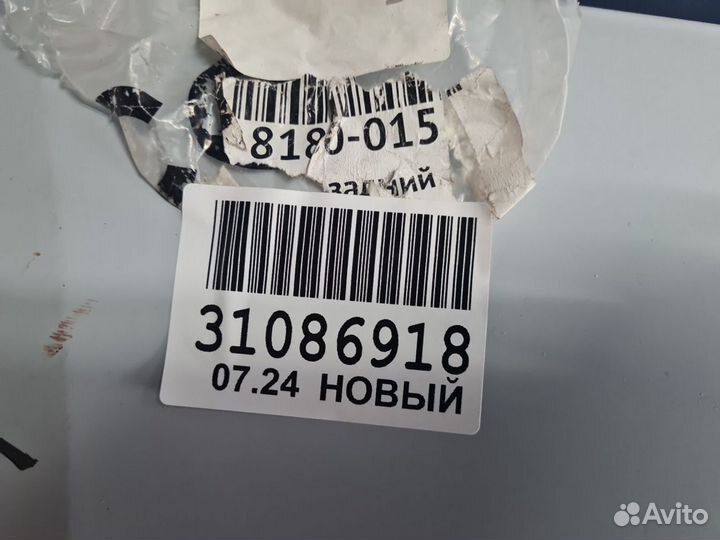 8180-015
задний
31086918
07.24 НОВЫЙ
Avito